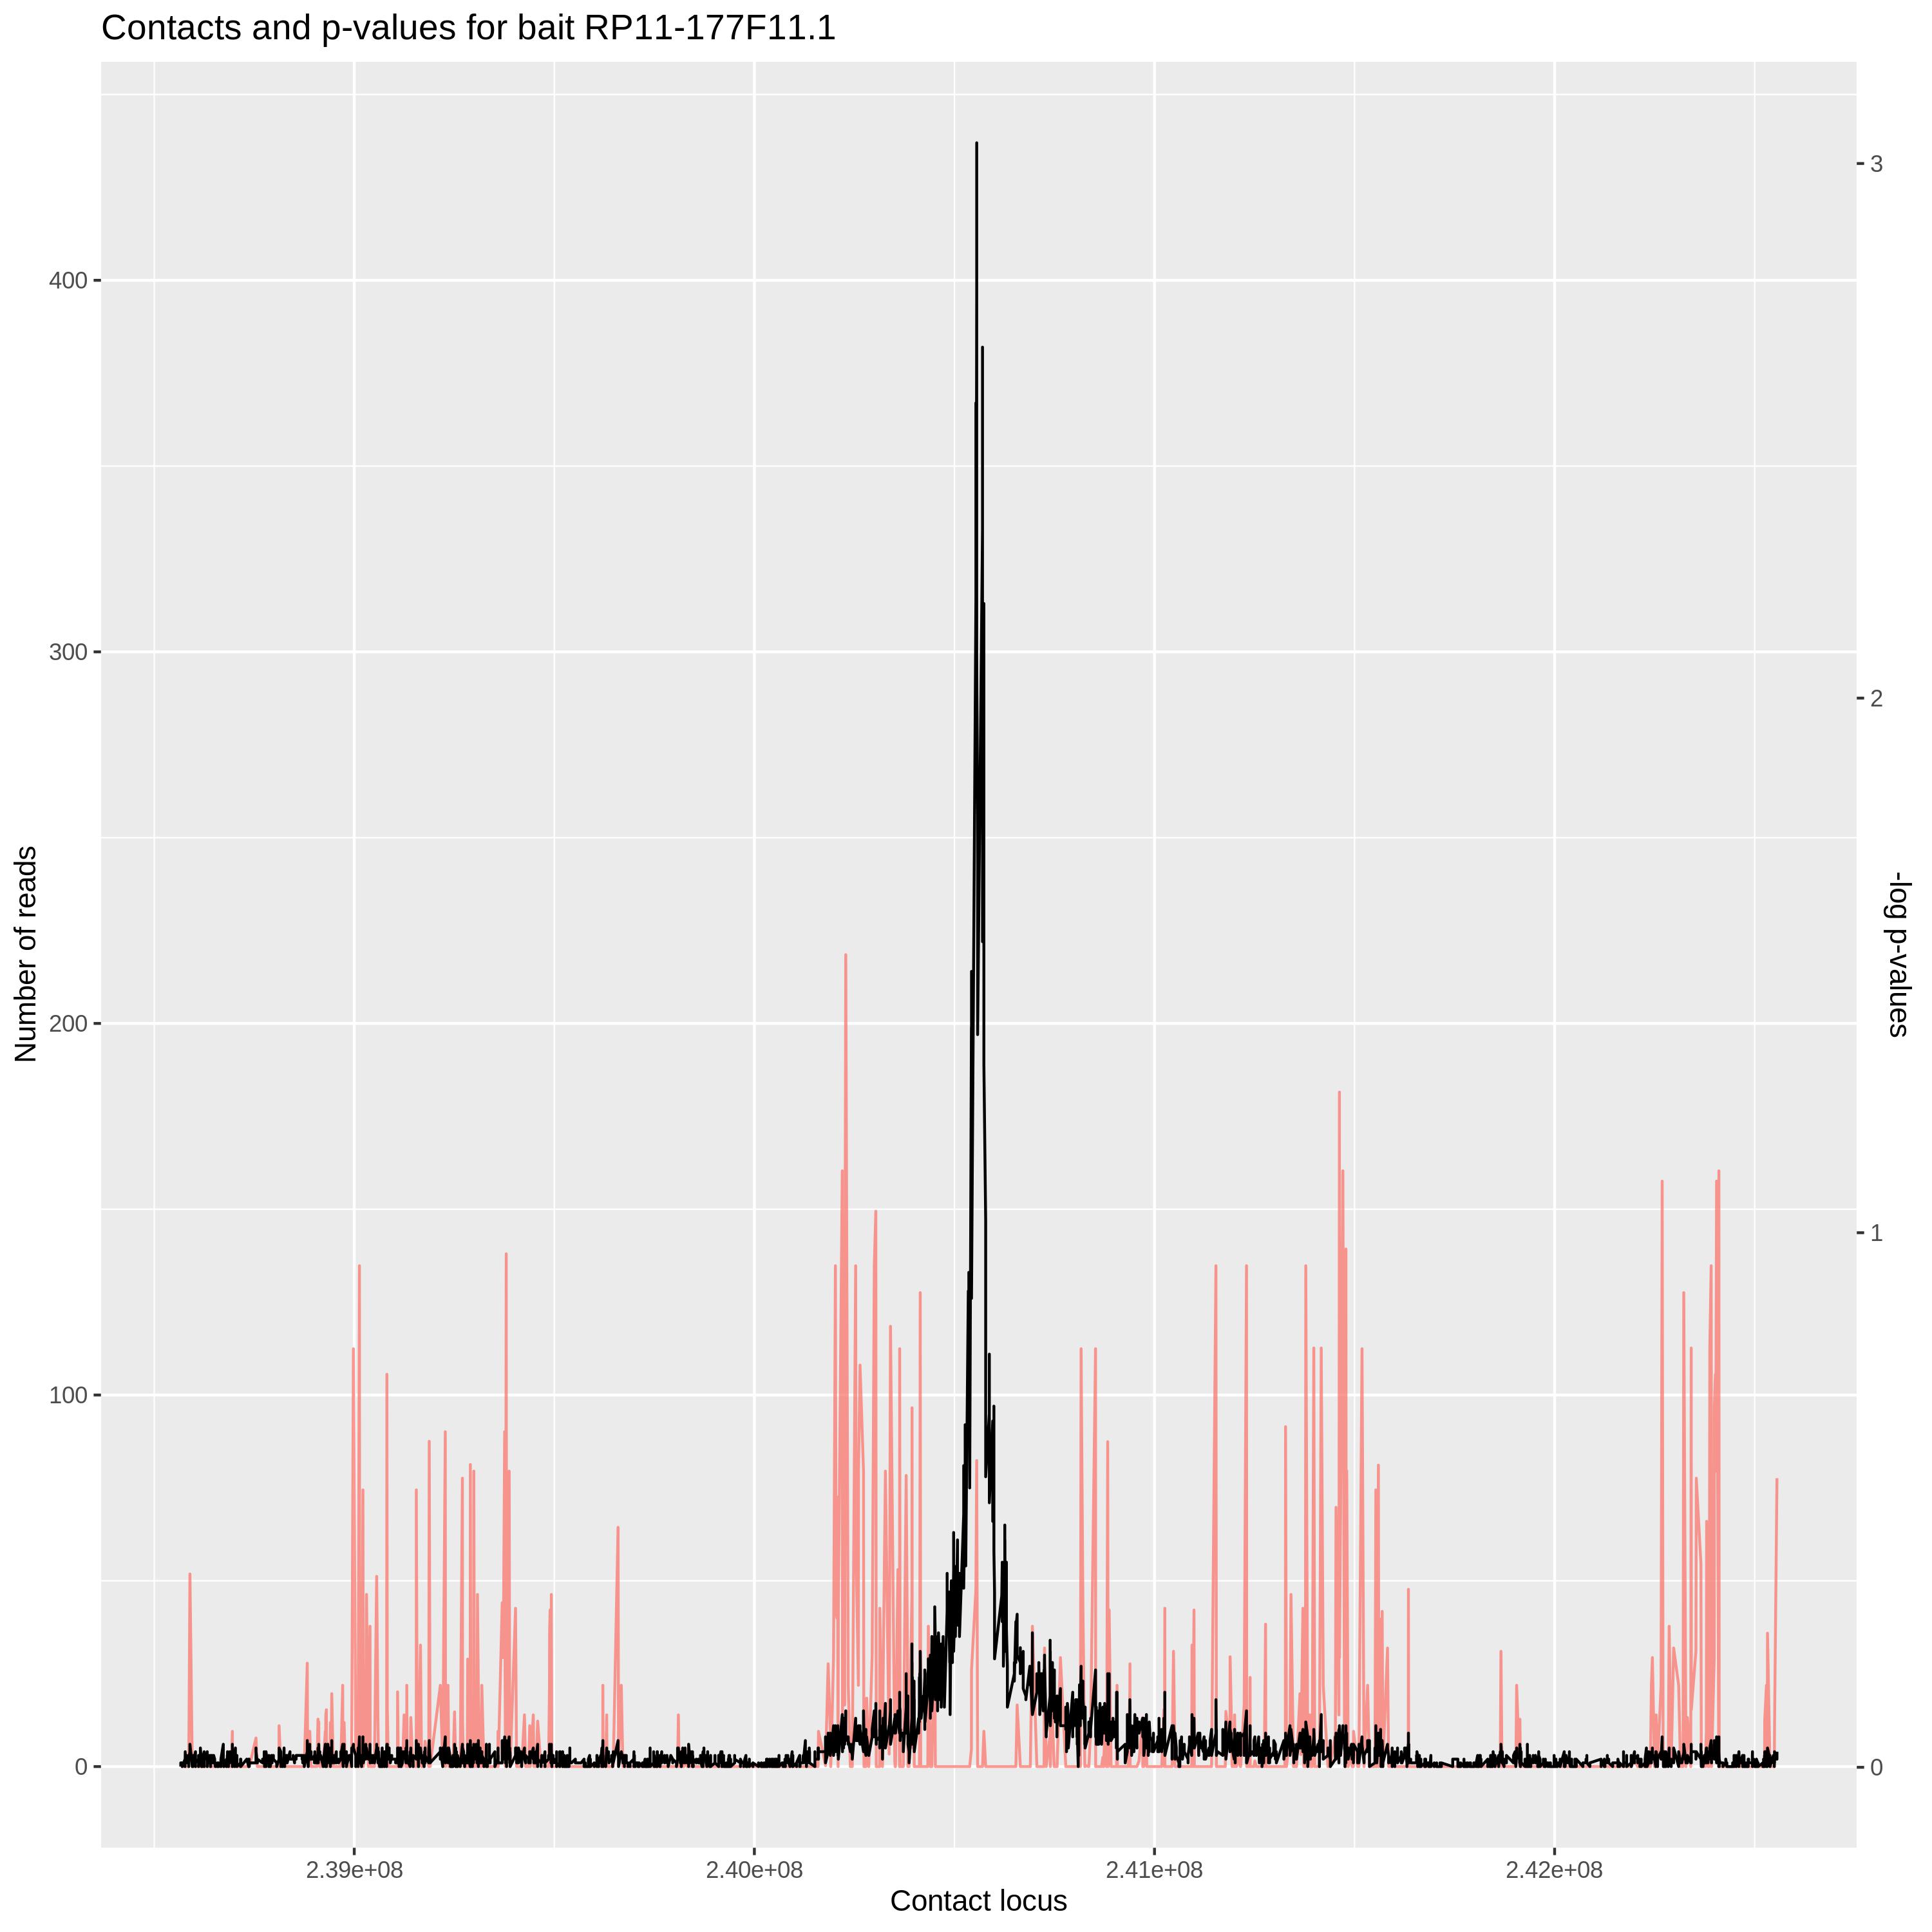 Contacts and p-values for bait RP11-177F11.1
Number of reads
400
300
200
100
0
3
2
1
0
-log p-values
2.39e+08
2.40e+08
2.41e+08
2.42e+08
Contact locus